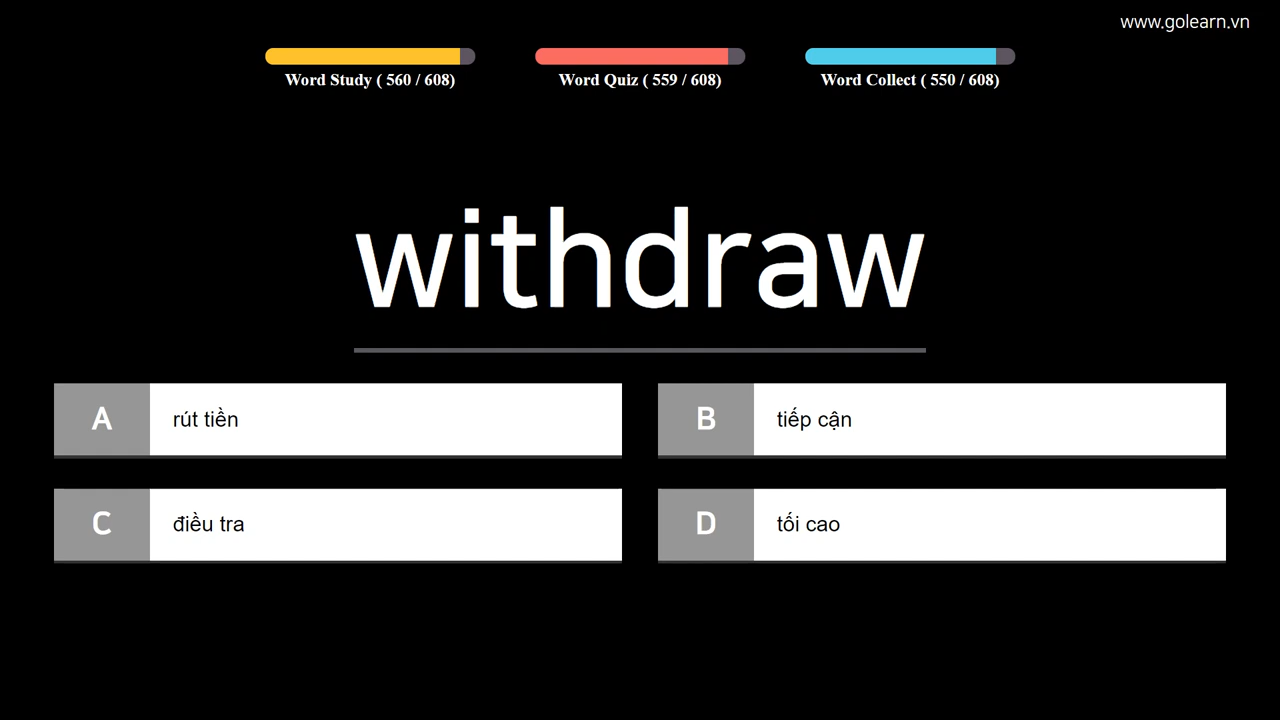 www.golearn.vn
Word Study ( 560 / 608)
Word Quiz ( 559 / 608)
Word Collect ( 550 / 608)
withdraw
A rút tiền
B tiếp cận
C điều tra
D tối cao